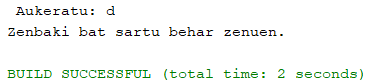 Aukeratu: d
Zenbaki bat sartu behar zenuen.
BUILD SUCCESSFUL (total time: 2 seconds)